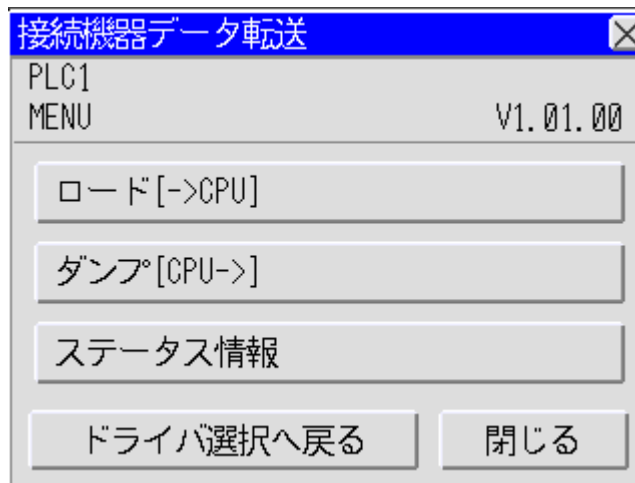 接続機器データ転送
PLC1
MENU V1.01.00
ロード[->CPU]
ダンプ[CPU->]
ステータス情報
ドライバ選択へ戻る 閉じる